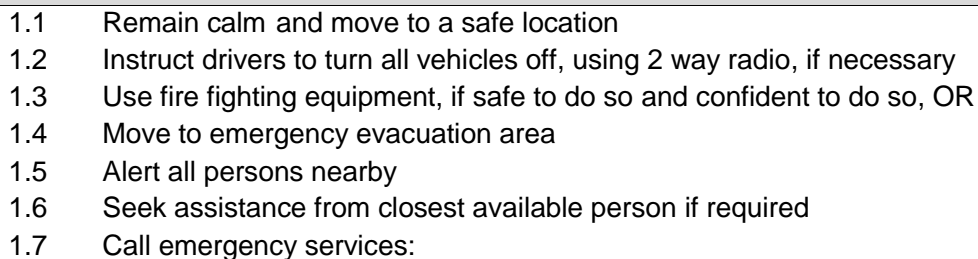 1.1 Remain calm and move to a safe location
1.2 Instruct drivers to turn all vehicles off, using 2 way radio, if necessary
1.3 Use fire fighting equipment, if safe to do so and confident to do so, OR
1.4 Move to emergency evacuation area
1.5 Alert all persons nearby
1.6 Seek assistance from closest available person if required
1.7 Call emergency services: